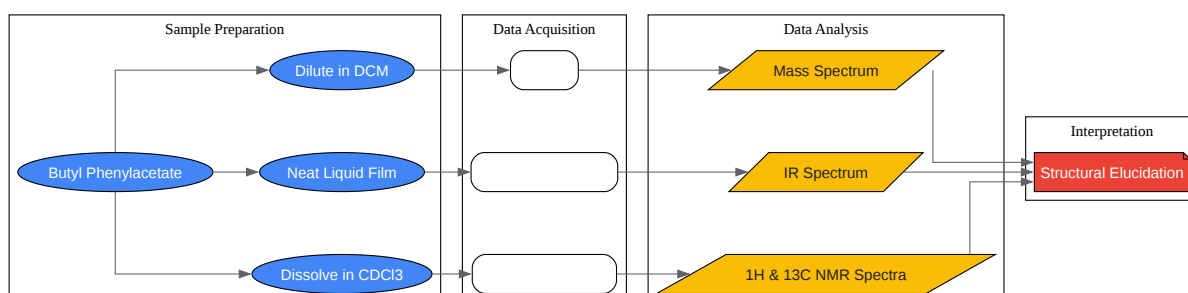 Sample Preparation
Data Acquisition
Data Analysis
Dilute in DCM
Mass Spectrum
Interpretation
Butyl Phenylacetate
Neat Liquid Film
IR Spectrum
Structural Elucidation
Dissolve in CDCl3
1H & 13C NMR Spectra